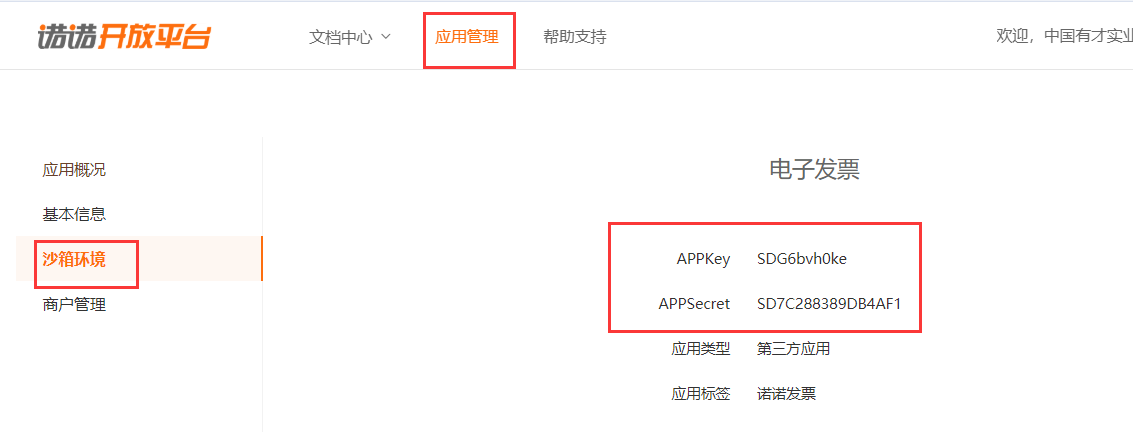 诺诺开放平台 文档中心 应用管理 帮助支持 欢迎，中国有才实业
应用概况
基本信息
沙箱环境
商户管理
电子发票
APPKey SDG6bvh0ke
APPSecret SD7C288389DB4AF1
应用类型 第三方应用
应用标签 诺诺发票